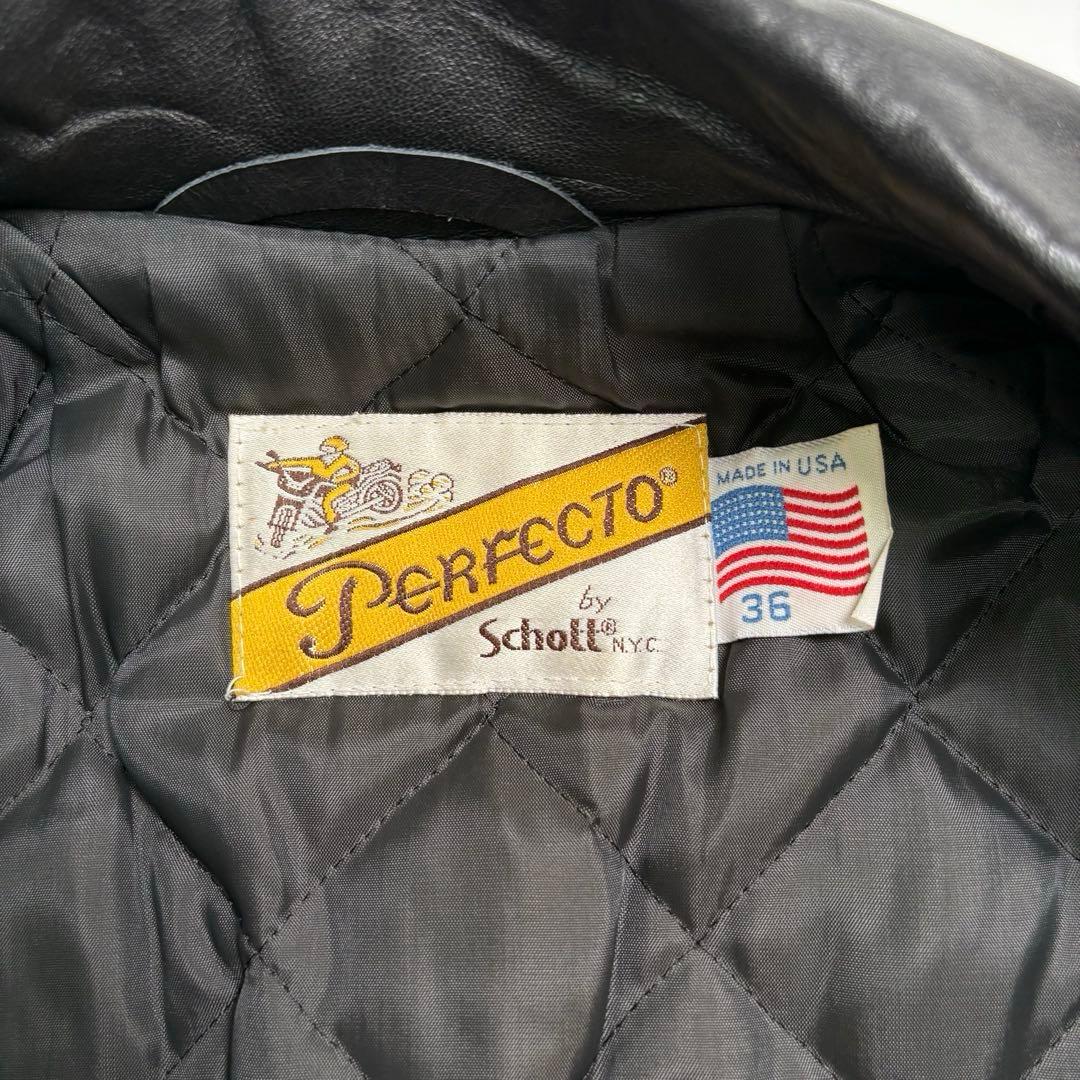 PERFECTO®
by
Schott® N.Y.C.
MADE IN USA
36